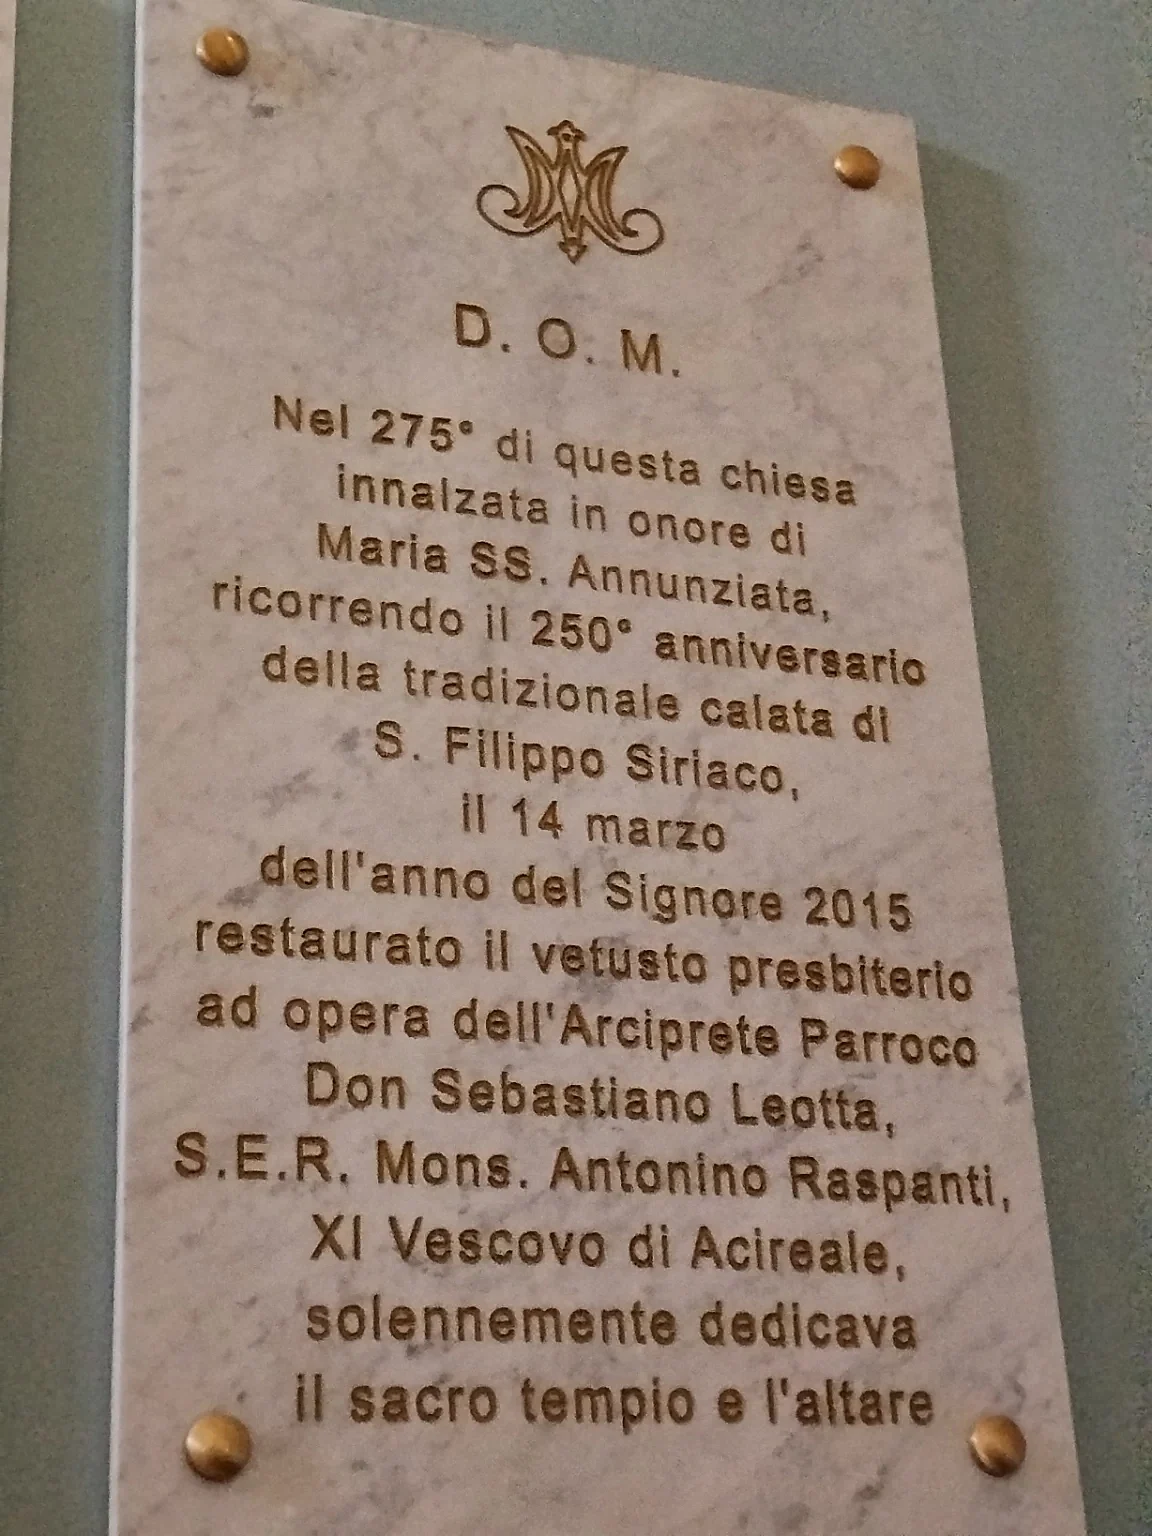 D. O. M.
Nel 275° di questa chiesa
innalzata in onore di
Maria SS. Annunziata,
ricorrendo il 250° anniversario
della tradizionale calata di
S. Filippo Siriaco,
il 14 marzo
dell'anno del Signore 2015
restaurato il vetusto presbiterio
ad opera dell'Arciprete Parroco
Don Sebastiano Leotta,
S.E.R. Mons. Antonino Raspanti,
XI Vescovo di Acireale,
solennemente dedicava
il sacro tempio e l'altare